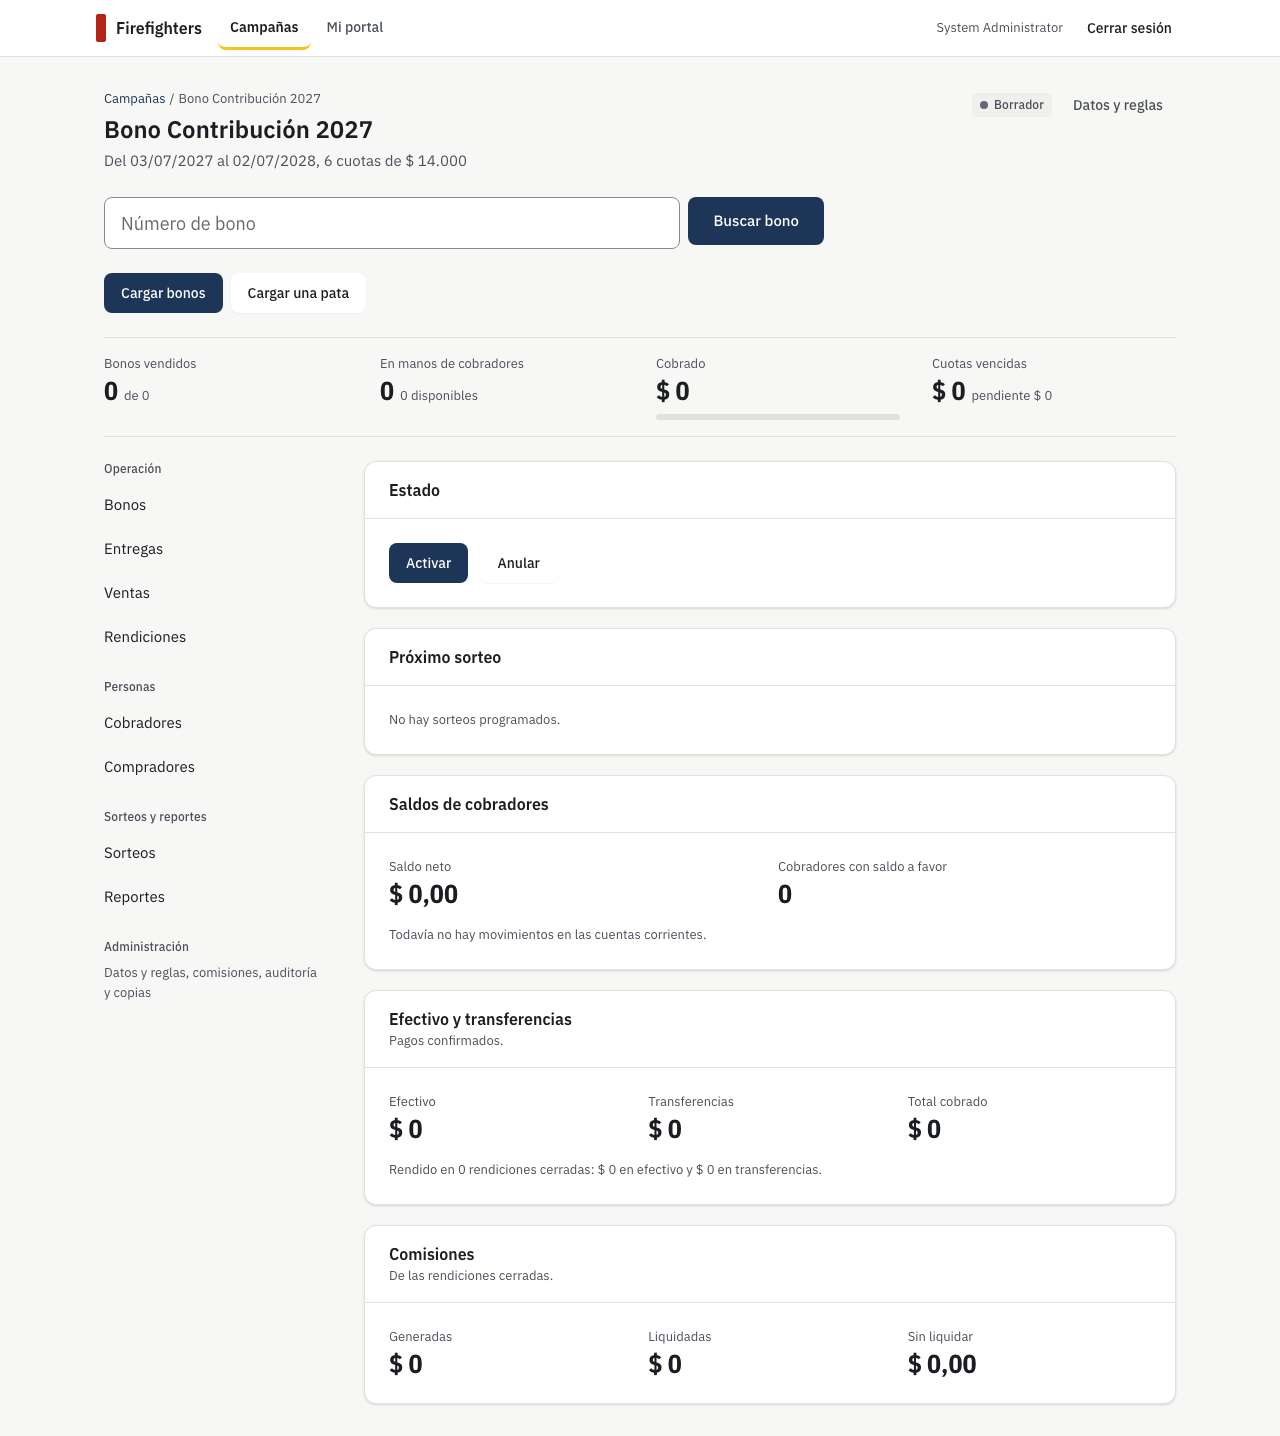 Firefighters
Campañas
Mi portal
System Administrator
Cerrar sesión
Campañas / Bono Contribución 2027
Borrador
Datos y reglas
Bono Contribución 2027
Del 03/07/2027 al 02/07/2028, 6 cuotas de $ 14.000
Número de bono
Buscar bono
Cargar bonos
Cargar una pata
Bonos vendidos
0 de 0
En manos de cobradores
0 0 disponibles
Cobrado
$ 0
Cuotas vencidas
$ 0 pendiente $ 0
Operación
Bonos
Entregas
Ventas
Rendiciones
Personas
Cobradores
Compradores
Sorteos y reportes
Sorteos
Reportes
Administración
Datos y reglas, comisiones, auditoría
y copias
Estado
Activar
Anular
Próximo sorteo
No hay sorteos programados.
Saldos de cobradores
Saldo neto
$ 0,00
Cobradores con saldo a favor
0
Todavía no hay movimientos en las cuentas corrientes.
Efectivo y transferencias
Pagos confirmados.
Efectivo
$ 0
Transferencias
$ 0
Total cobrado
$ 0
Rendido en 0 rendiciones cerradas: $ 0 en efectivo y $ 0 en transferencias.
Comisiones
De las rendiciones cerradas.
Generadas
$ 0
Liquidadas
$ 0
Sin liquidar
$ 0,00